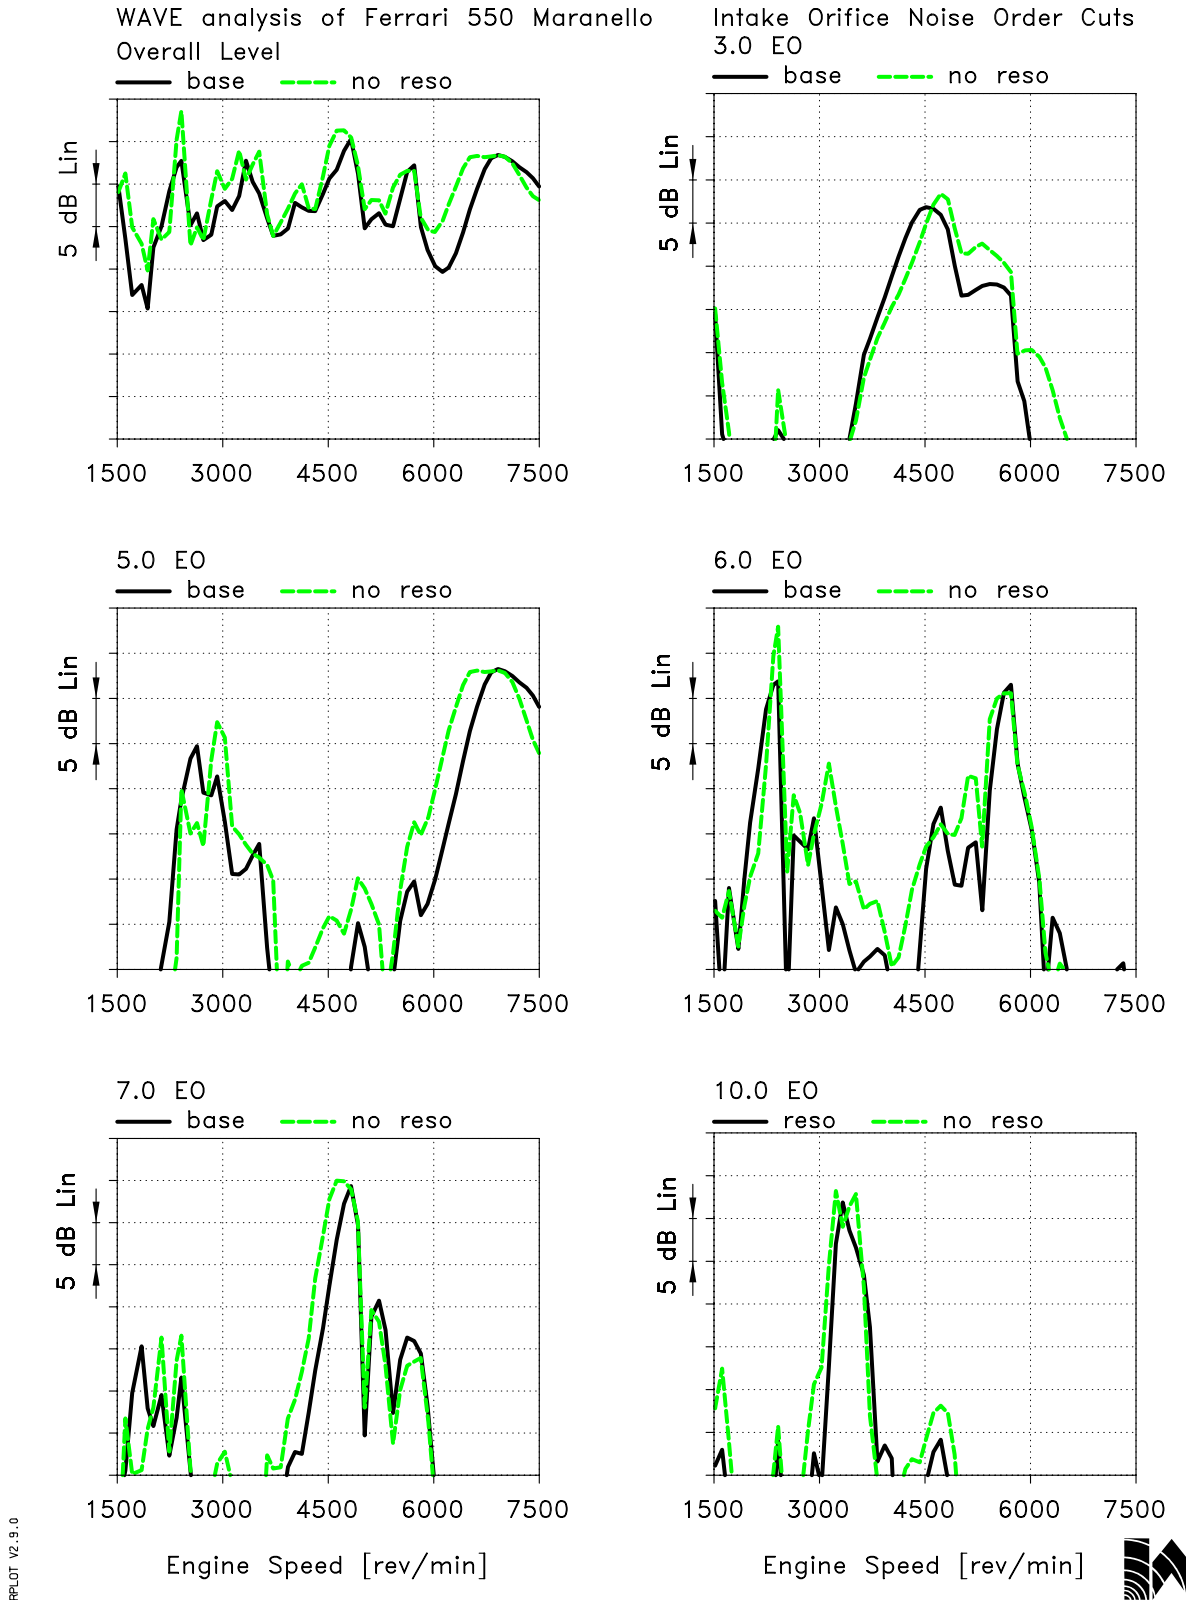 WAVE analysis of Ferrari 550 Maranello
Intake Orifice Noise Order Cuts
Overall Level
base no reso
5 dB Lin
1500 3000 4500 6000 7500
3.0 EO
base no reso
5 dB Lin
1500 3000 4500 6000 7500
5.0 EO
base no reso
5 dB Lin
1500 3000 4500 6000 7500
6.0 EO
base no reso
5 dB Lin
1500 3000 4500 6000 7500
7.0 EO
base no reso
5 dB Lin
1500 3000 4500 6000 7500
Engine Speed [rev/min]
10.0 EO
reso no reso
5 dB Lin
1500 3000 4500 6000 7500
Engine Speed [rev/min]
RPLOT V2.9.0